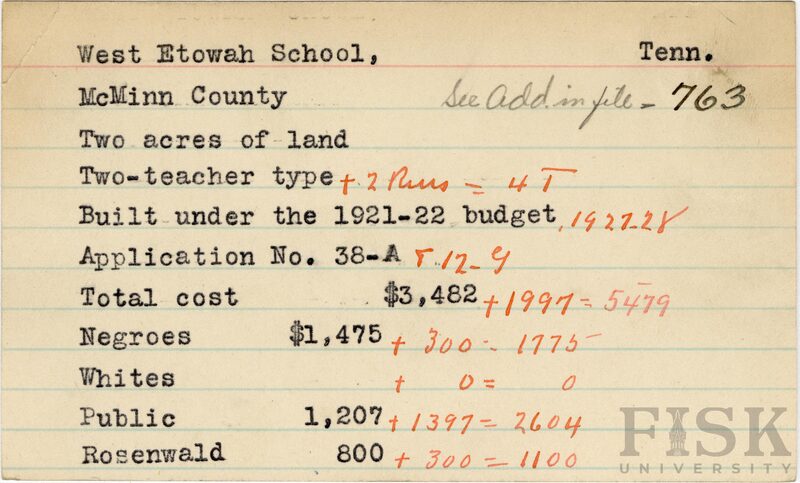 West Etowah School, Tenn.
McMinn County See Add. in file - 763
Two acres of land
Two-teacher type + 2 Rms = 4 T
Built under the 1921-22 budget, 1927-28
Application No. 38-A T. 12-G
Total cost $3,482 + 1997 = 5479
Negroes $1,475 + 300 = 1775
Whites + 0 = 0
Public 1,207 + 1397 = 2604
Rosenwald 800 + 300 = 1100
FISK
UNIVERSITY